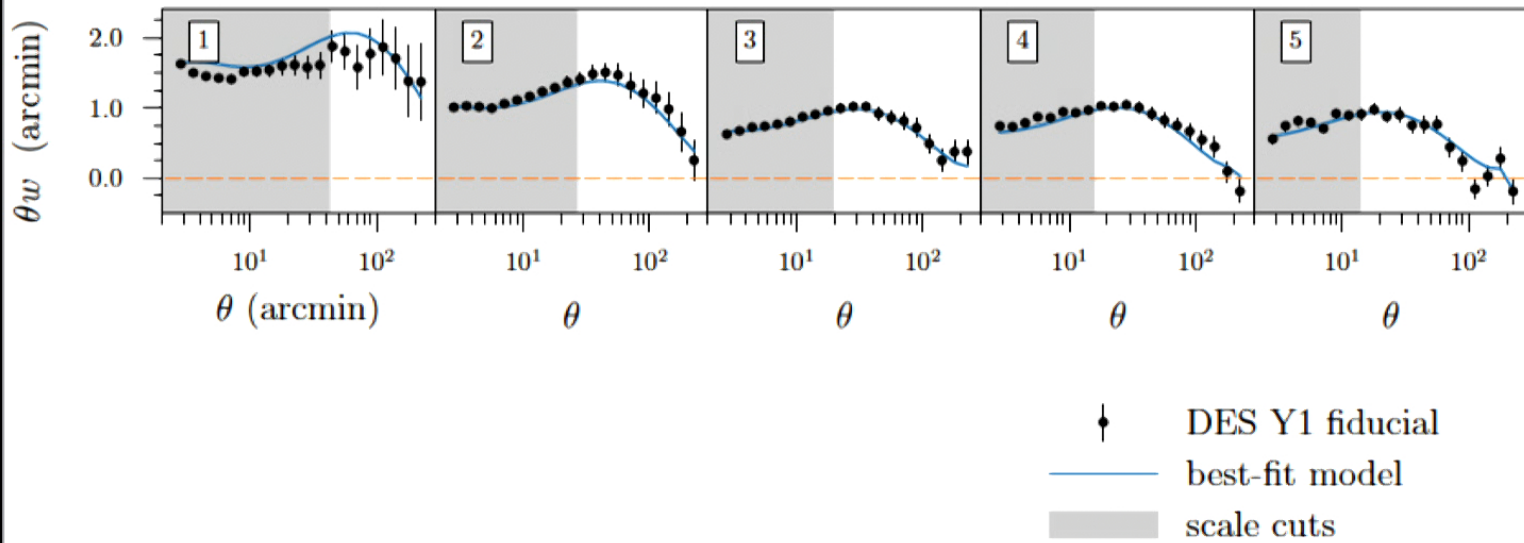 θw (arcmin)
2.0
1.0
0.0
1
2
3
4
5
10¹ 10² 10¹ 10² 10¹ 10² 10¹ 10² 10¹ 10²
θ (arcmin) θ θ θ θ
DES Y1 fiducial
best-fit model
scale cuts